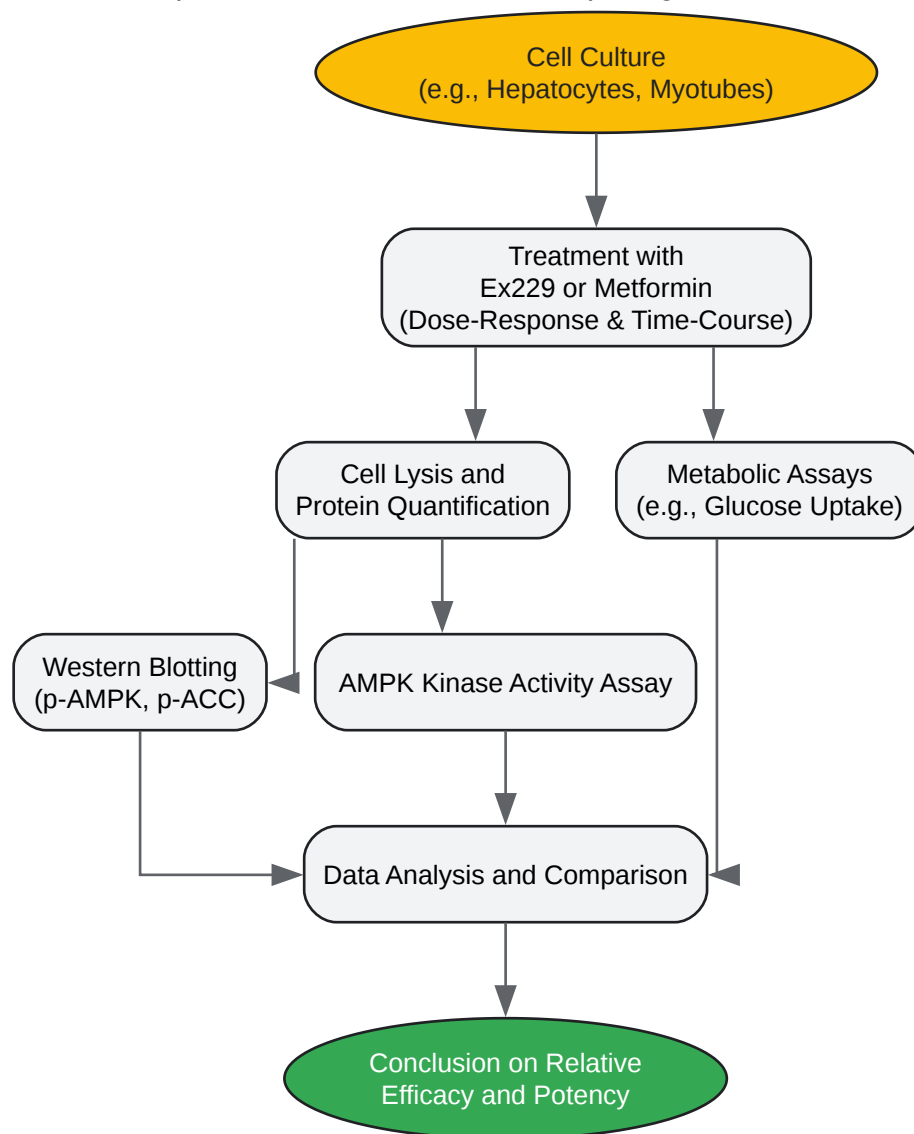 Cell Culture
(e.g., Hepatocytes, Myotubes)
Treatment with
Ex229 or Metformin
(Dose-Response & Time-Course)
Cell Lysis and
Protein Quantification
Metabolic Assays
(e.g., Glucose Uptake)
Western Blotting
(p-AMPK, p-ACC)
AMPK Kinase Activity Assay
Data Analysis and Comparison
Conclusion on Relative
Efficacy and Potency